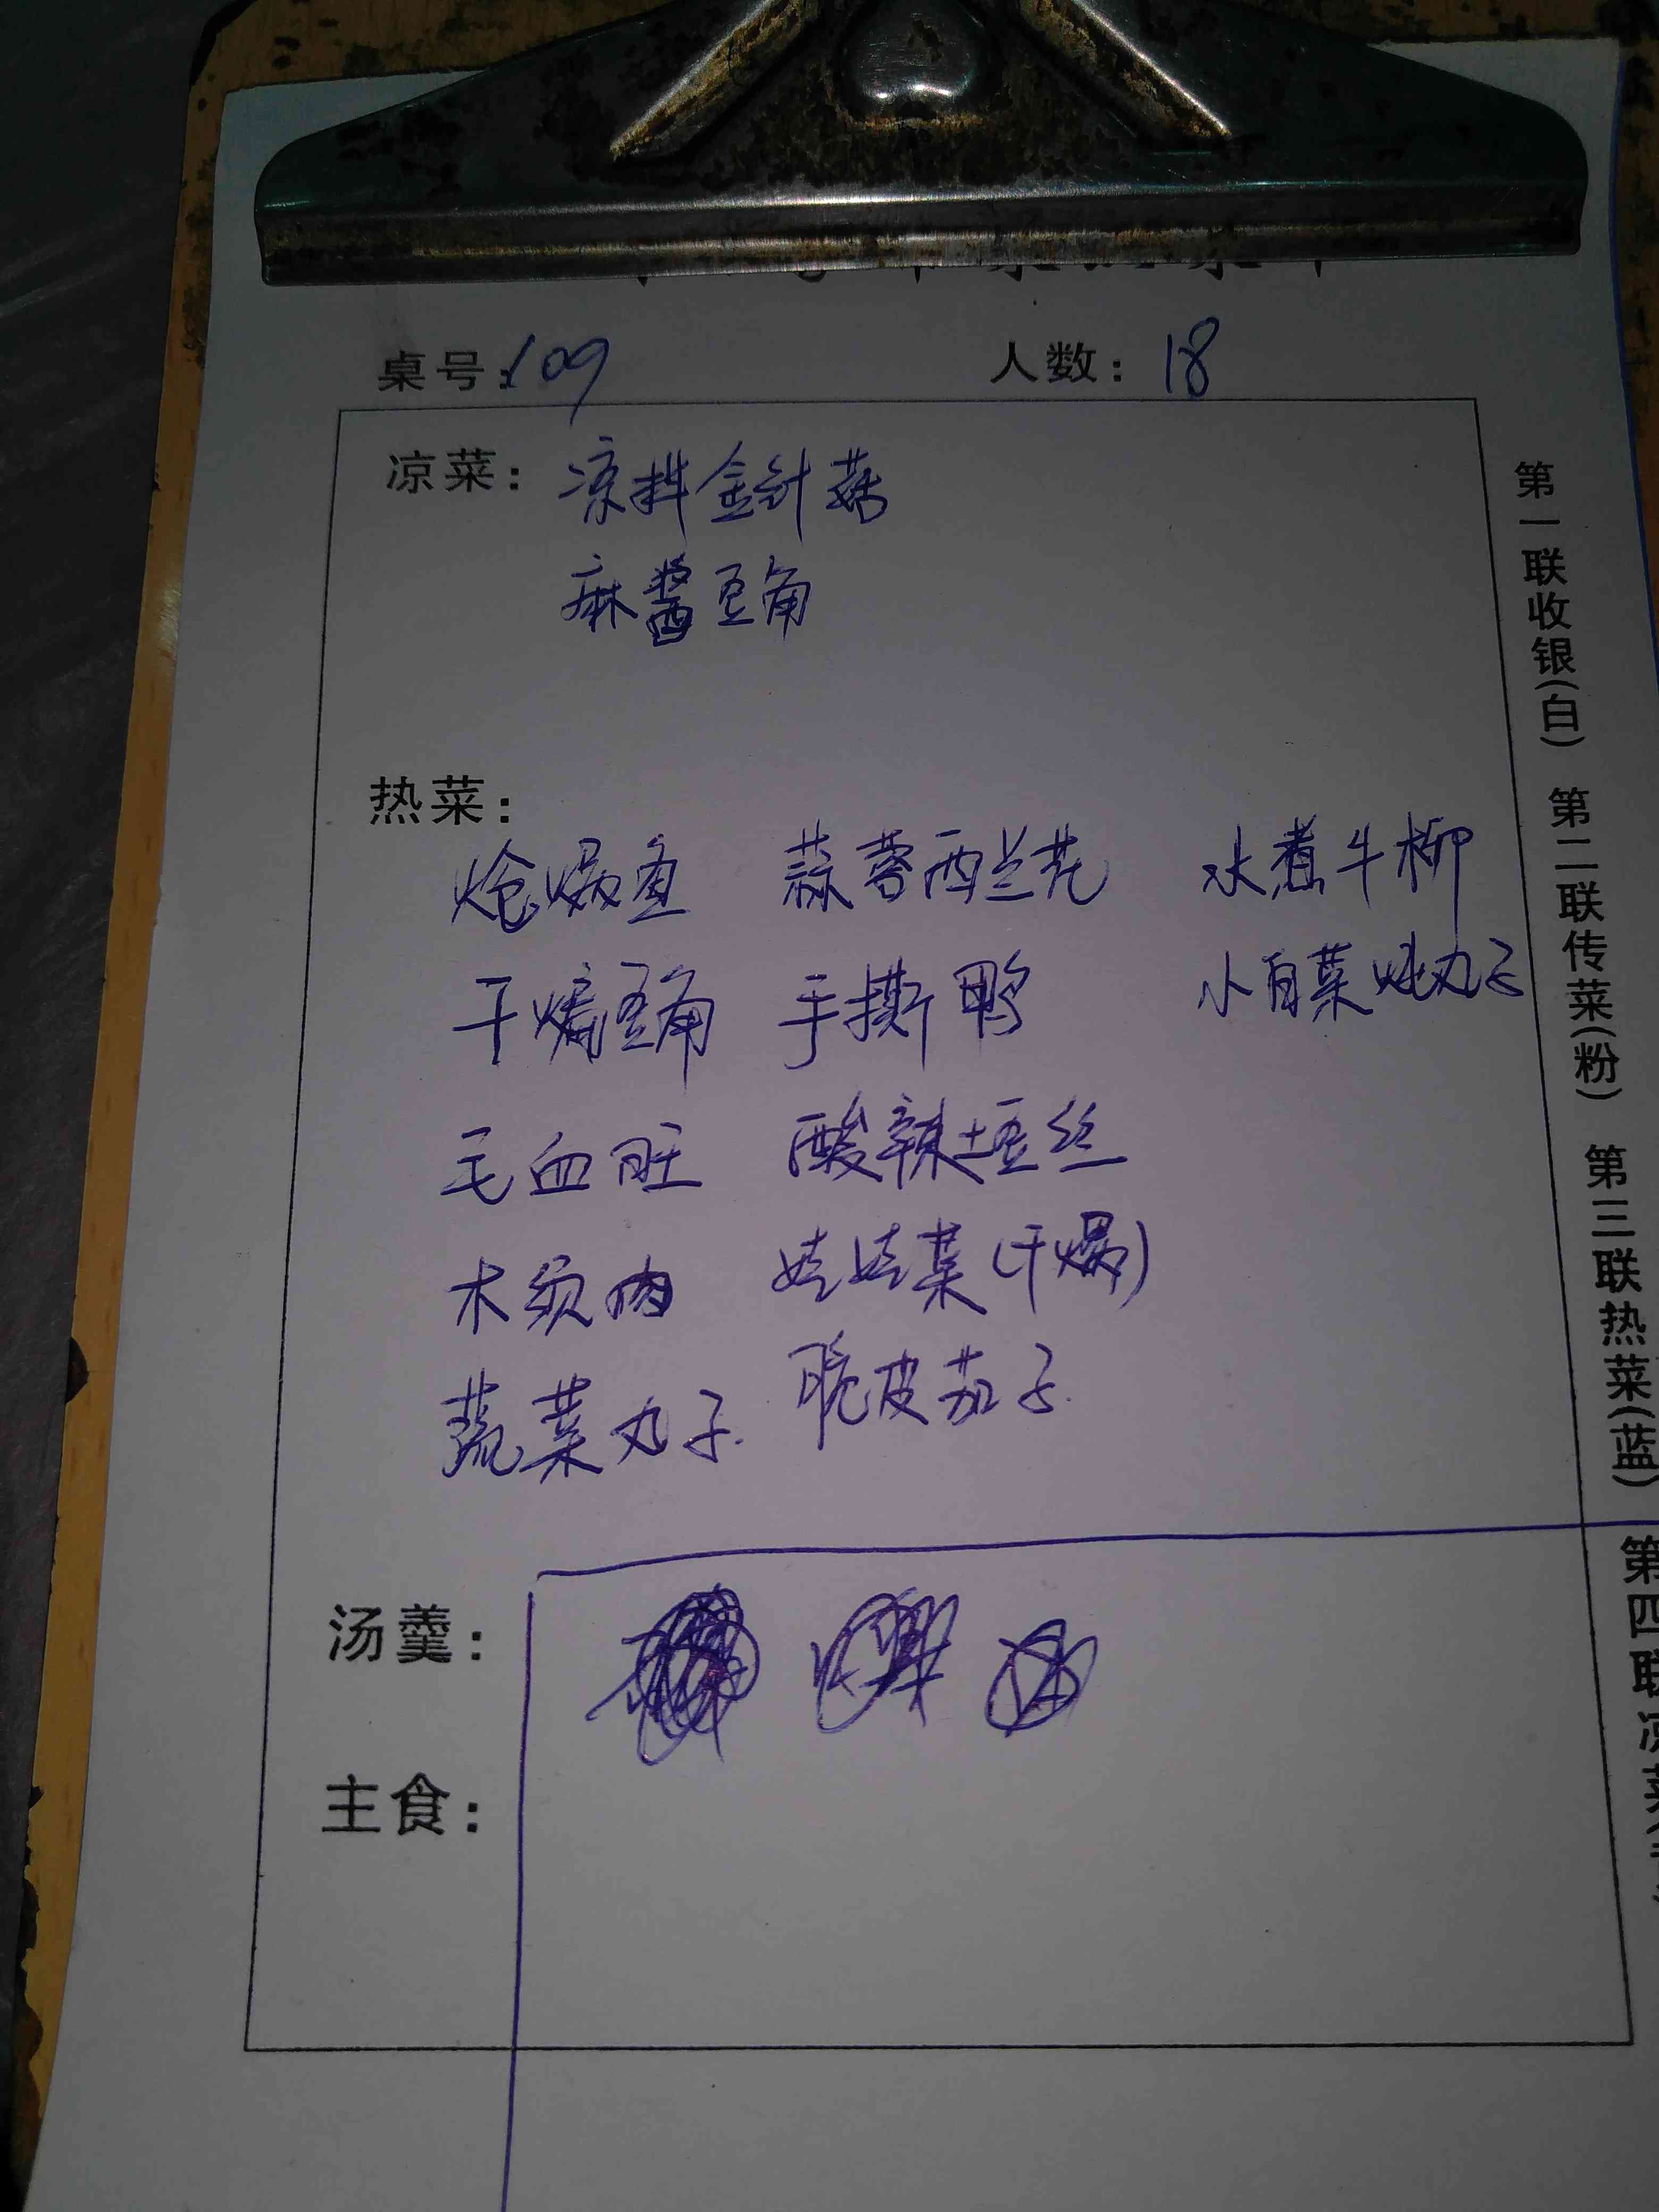 桌号：109 人数：18
凉菜：凉拌金针菇
麻酱豆角
热菜：
炝锅鱼 蒜蓉西兰花 水煮牛柳
干煸豆角 手撕鸭 小白菜炖丸子
毛血旺 酸辣土豆丝
木须肉 娃娃菜(干锅)
蔬菜丸子 脆皮茄子
汤羹：
主食：
第一联收银(白) 第二联传菜(粉) 第三联热菜(蓝) 第四联凉菜